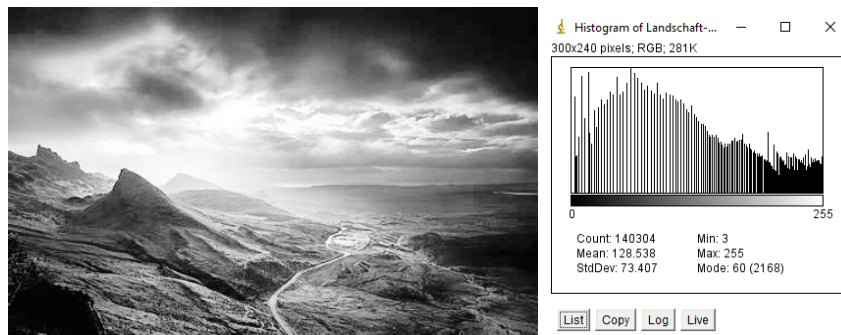 Histogram of Landschaft-...
300x240 pixels; RGB; 281K
0 255
Count: 140304 Min: 3
Mean: 128.538 Max: 255
StdDev: 73.407 Mode: 60 (2168)
List Copy Log Live